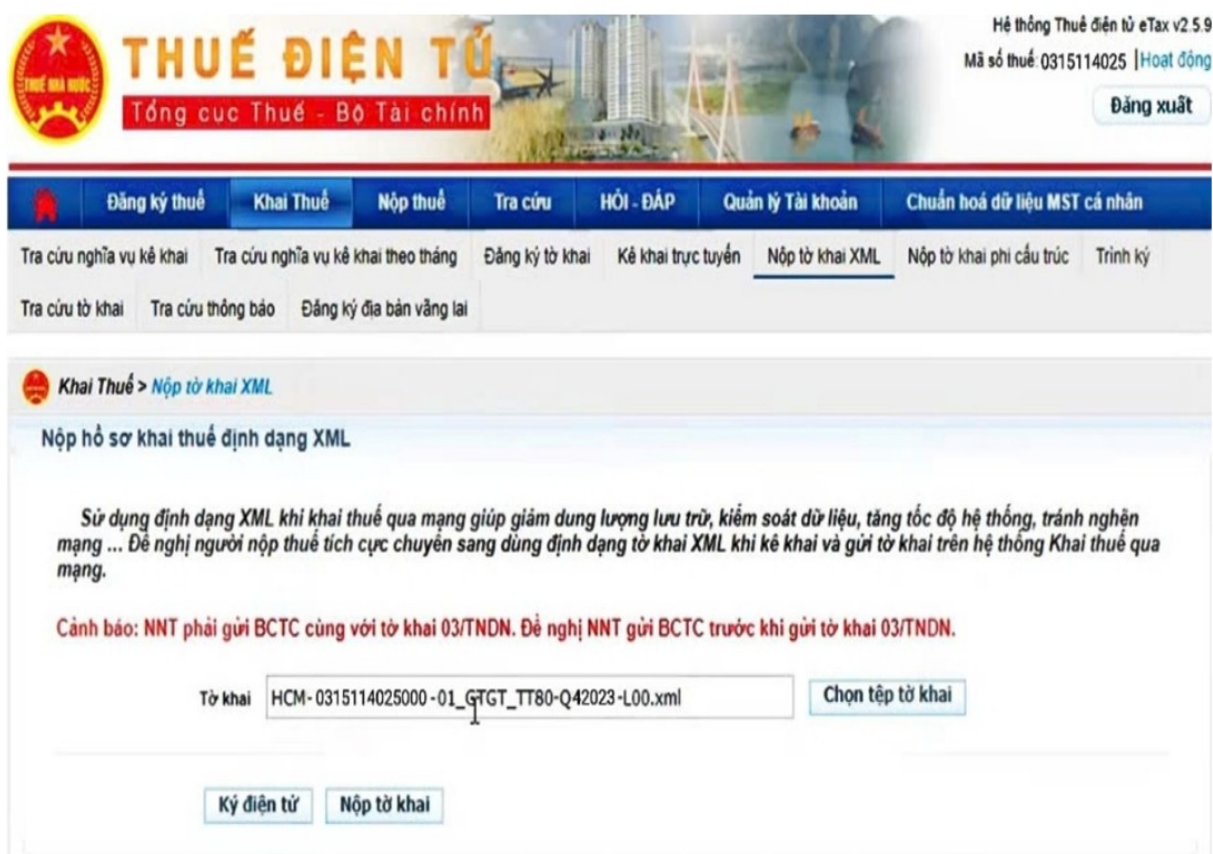 Hệ thống Thuế điện tử eTax v2.5.9
THUẾ ĐIỆN TỬ
Mã số thuế: 0315114025 | Hoạt động
THUẾ NHÀ NƯỚC
Tổng cục Thuế - Bộ Tài chính
Đăng xuất
Đăng ký thuế Khai Thuế Nộp thuế Tra cứu HỎI - ĐÁP Quản lý Tài khoản Chuẩn hoá dữ liệu MST cá nhân
Tra cứu nghĩa vụ kê khai Tra cứu nghĩa vụ kê khai theo tháng Đăng ký tờ khai Kê khai trực tuyến Nộp tờ khai XML Nộp tờ khai phi cấu trúc Trình ký
Tra cứu tờ khai Tra cứu thông báo Đăng ký địa bàn vãng lai
Khai Thuế > Nộp tờ khai XML
Nộp hồ sơ khai thuế định dạng XML
Sử dụng định dạng XML khi khai thuế qua mạng giúp giảm dung lượng lưu trữ, kiểm soát dữ liệu, tăng tốc độ hệ thống, tránh nghẽn
mạng ... Đề nghị người nộp thuế tích cực chuyển sang dùng định dạng tờ khai XML khi kê khai và gửi tờ khai trên hệ thống Khai thuế qua
mạng.
Cảnh báo: NNT phải gửi BCTC cùng với tờ khai 03/TNDN. Đề nghị NNT gửi BCTC trước khi gửi tờ khai 03/TNDN.
Tờ khai HCM-0315114025000-01_GTGT_TT80-Q42023-L00.xml Chọn tệp tờ khai
Ký điện tử Nộp tờ khai